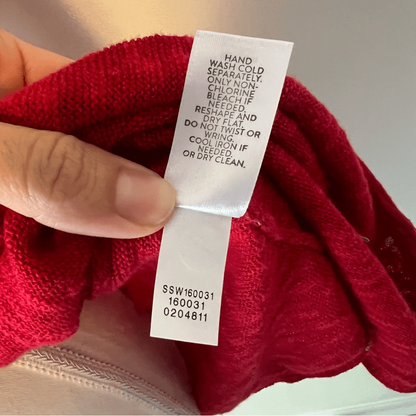 HAND
WASH COLD
SEPARATELY.
ONLY NON-
CHLORINE
BLEACH IF
NEEDED.
RESHAPE AND
DRY FLAT.
DO NOT TWIST OR
WRING.
COOL IRON IF
NEEDED.
OR DRY CLEAN.
SSW160031
160031
0204811